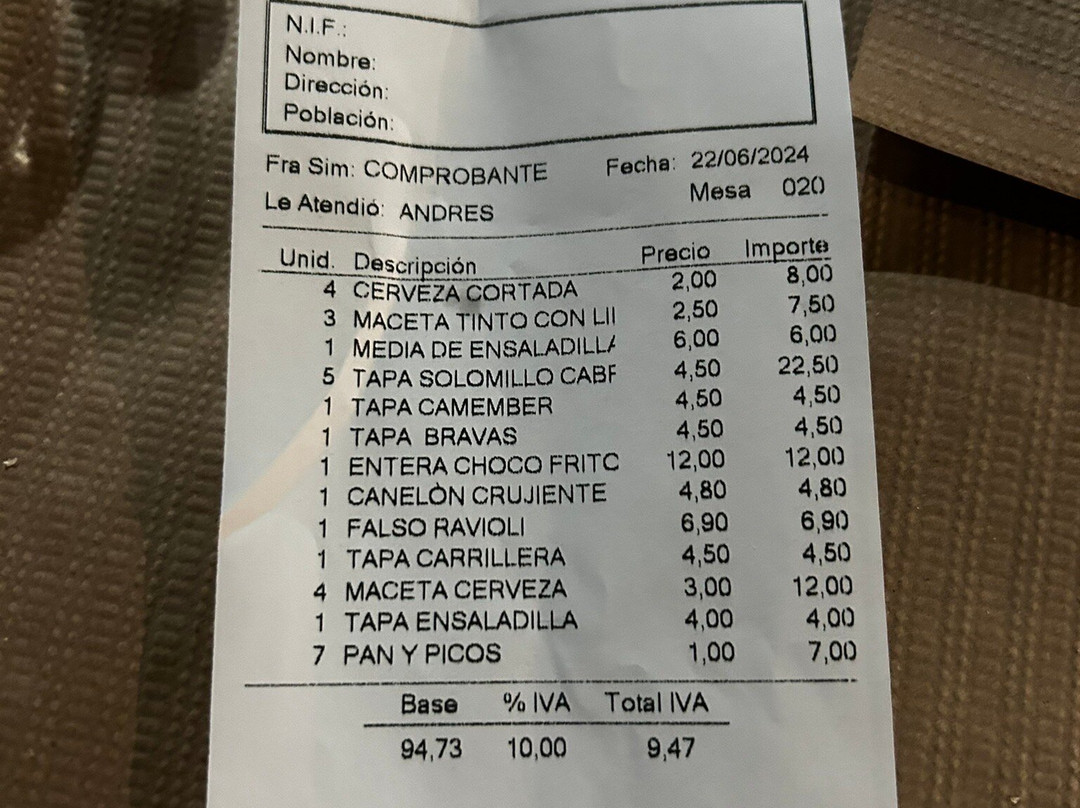 N.I.F.:
Nombre:
Dirección:
Población:
Fra Sim: COMPROBANTE Fecha: 22/06/2024
Le Atendió: ANDRES Mesa 020
Unid. Descripción Precio Importe
4 CERVEZA CORTADA 2,00 8,00
3 MACETA TINTO CON LII 2,50 7,50
1 MEDIA DE ENSALADILLA 6,00 6,00
5 TAPA SOLOMILLO CABF 4,50 22,50
1 TAPA CAMEMBER 4,50 4,50
1 TAPA BRAVAS 4,50 4,50
1 ENTERA CHOCO FRITC 12,00 12,00
1 CANELÒN CRUJIENTE 4,80 4,80
1 FALSO RAVIOLI 6,90 6,90
1 TAPA CARRILLERA 4,50 4,50
4 MACETA CERVEZA 3,00 12,00
1 TAPA ENSALADILLA 4,00 4,00
7 PAN Y PICOS 1,00 7,00
Base % IVA Total IVA
94,73 10,00 9,47